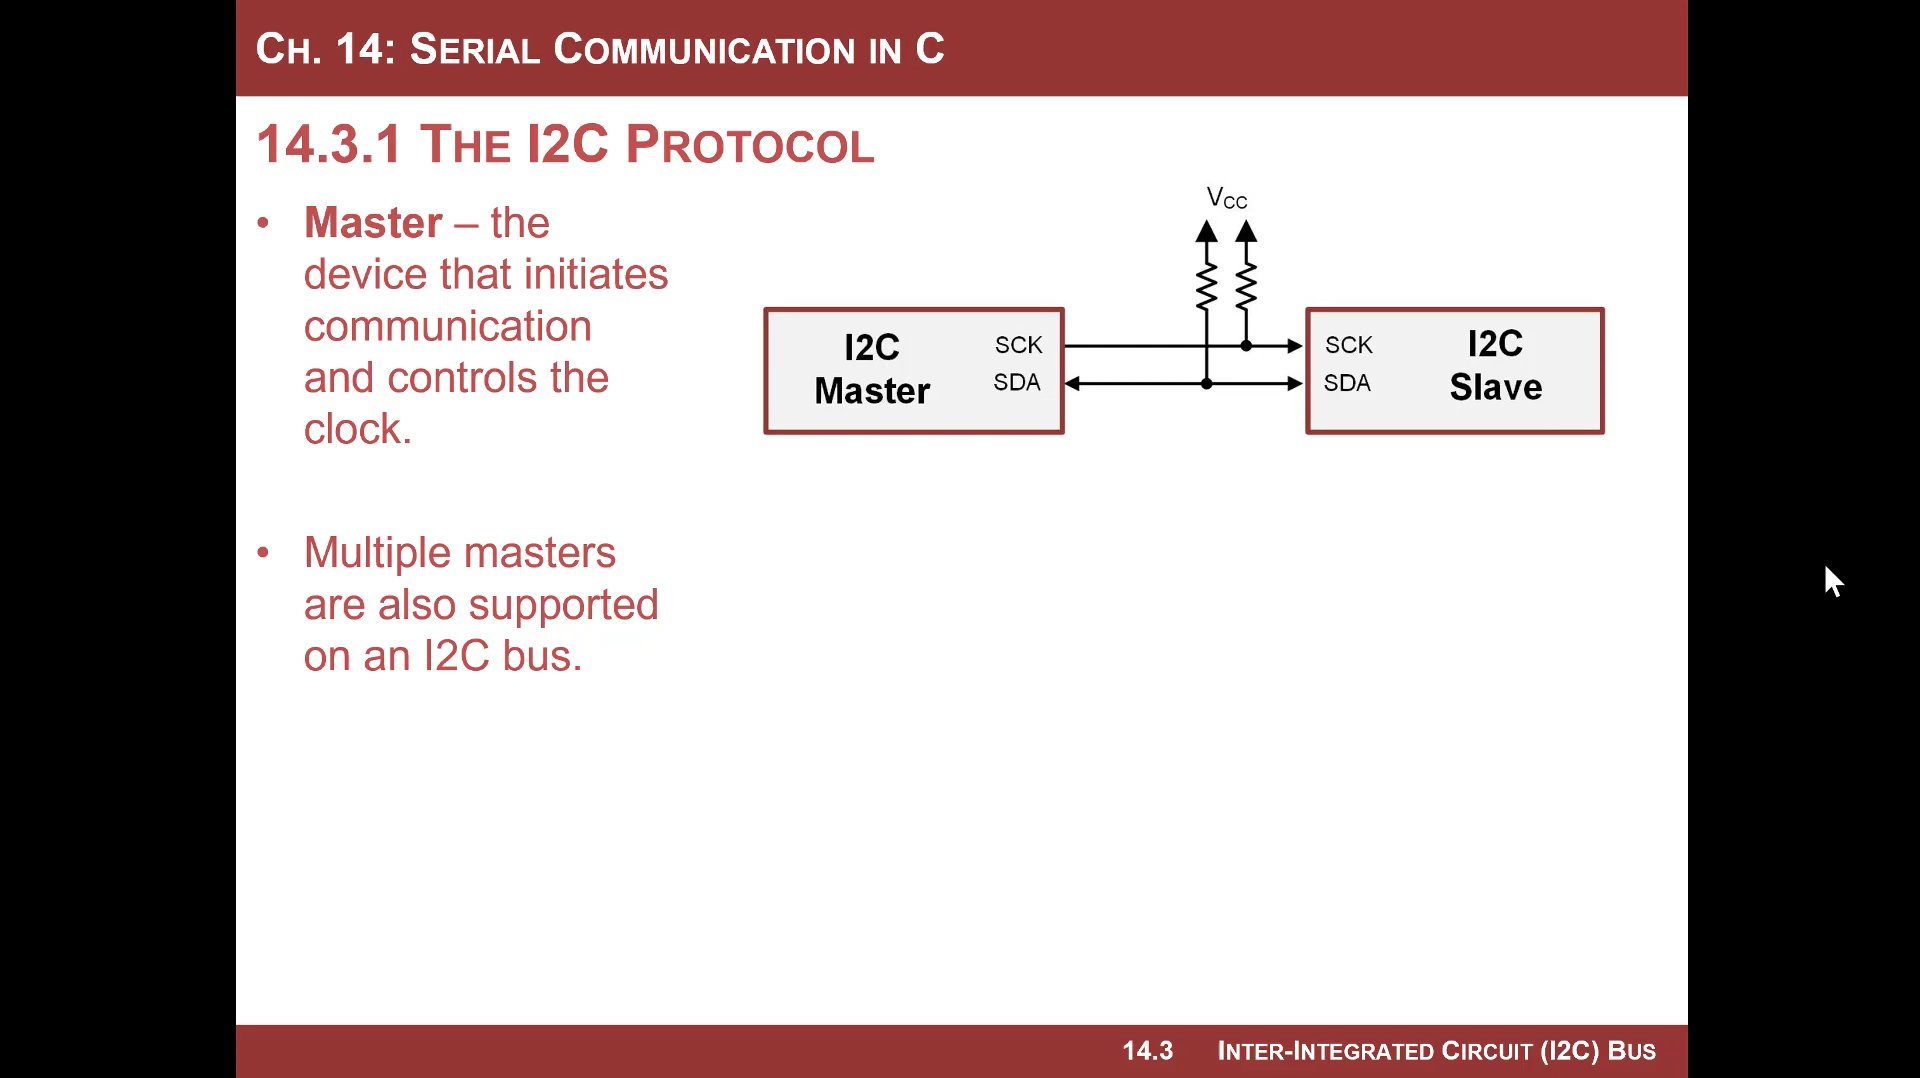 CH. 14: SERIAL COMMUNICATION IN C
14.3.1 THE I2C PROTOCOL
• Master – the
device that initiates
communication
and controls the
clock.
• Multiple masters
are also supported
on an I2C bus.
VCC
I2C
Master
SCK
SDA
SCK
SDA
I2C
Slave
14.3 INTER-INTEGRATED CIRCUIT (I2C) BUS